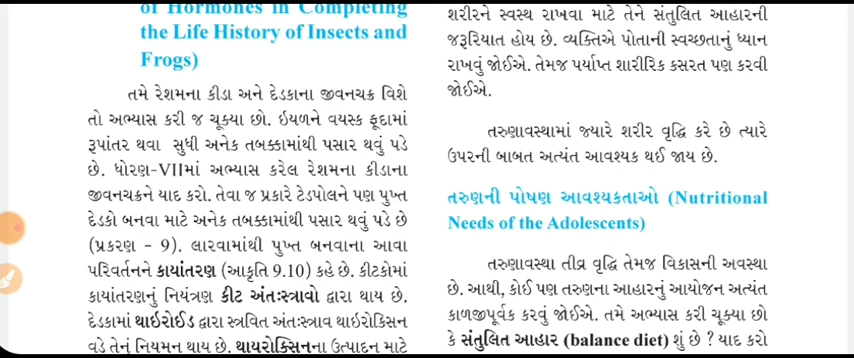 of Hormones in Completing
the Life History of Insects and
Frogs)
તમે રેશમના કીડા અને દેડકાના જીવનચક્ર વિશે
તો અભ્યાસ કરી જ ચૂક્યા છો. ઇયળને વયસ્ક ફૂદામાં
રૂપાંતર થવા સુધી અનેક તબક્કામાંથી પસાર થવું પડે
છે. ધોરણ-VIIમાં અભ્યાસ કરેલ રેશમના કીડાના
જીવનચક્રને યાદ કરો. તેવા જ પ્રકારે ટેડપોલને પણ પુખ્ત
દેડકો બનવા માટે અનેક તબક્કામાંથી પસાર થવું પડે છે
(પ્રકરણ - 9). લારવામાંથી પુખ્ત બનવાના આવા
પરિવર્તનને કાયાંતરણ (આકૃતિ 9.10) કહે છે. કીટકોમાં
કાયાંતરણનું નિયંત્રણ કીટ અંતઃસ્ત્રાવો દ્વારા થાય છે.
દેડકામાં થાઇરોઈડ દ્વારા સ્ત્રવિત અંતઃસ્ત્રાવ થાઇરોક્સિન
વડે તેનું નિયમન થાય છે. થાયરોક્સિનના ઉત્પાદન માટે
શરીરને સ્વસ્થ રાખવા માટે તેને સંતુલિત આહારની
જરૂરિયાત હોય છે. વ્યક્તિએ પોતાની સ્વચ્છતાનું ધ્યાન
રાખવું જોઈએ. તેમજ પર્યાપ્ત શારીરિક કસરત પણ કરવી
જોઈએ.
તરુણાવસ્થામાં જ્યારે શરીર વૃદ્ધિ કરે છે ત્યારે
ઉપરની બાબત અત્યંત આવશ્યક થઈ જાય છે.
તરુણની પોષણ આવશ્યકતાઓ (Nutritional
Needs of the Adolescents)
તરુણાવસ્થા તીવ્ર વૃદ્ધિ તેમજ વિકાસની અવસ્થા
છે. આથી, કોઈ પણ તરુણના આહારનું આયોજન અત્યંત
કાળજીપૂર્વક કરવું જોઈએ. તમે અભ્યાસ કરી ચૂક્યા છો
કે સંતુલિત આહાર (balance diet) શું છે ? યાદ કરો